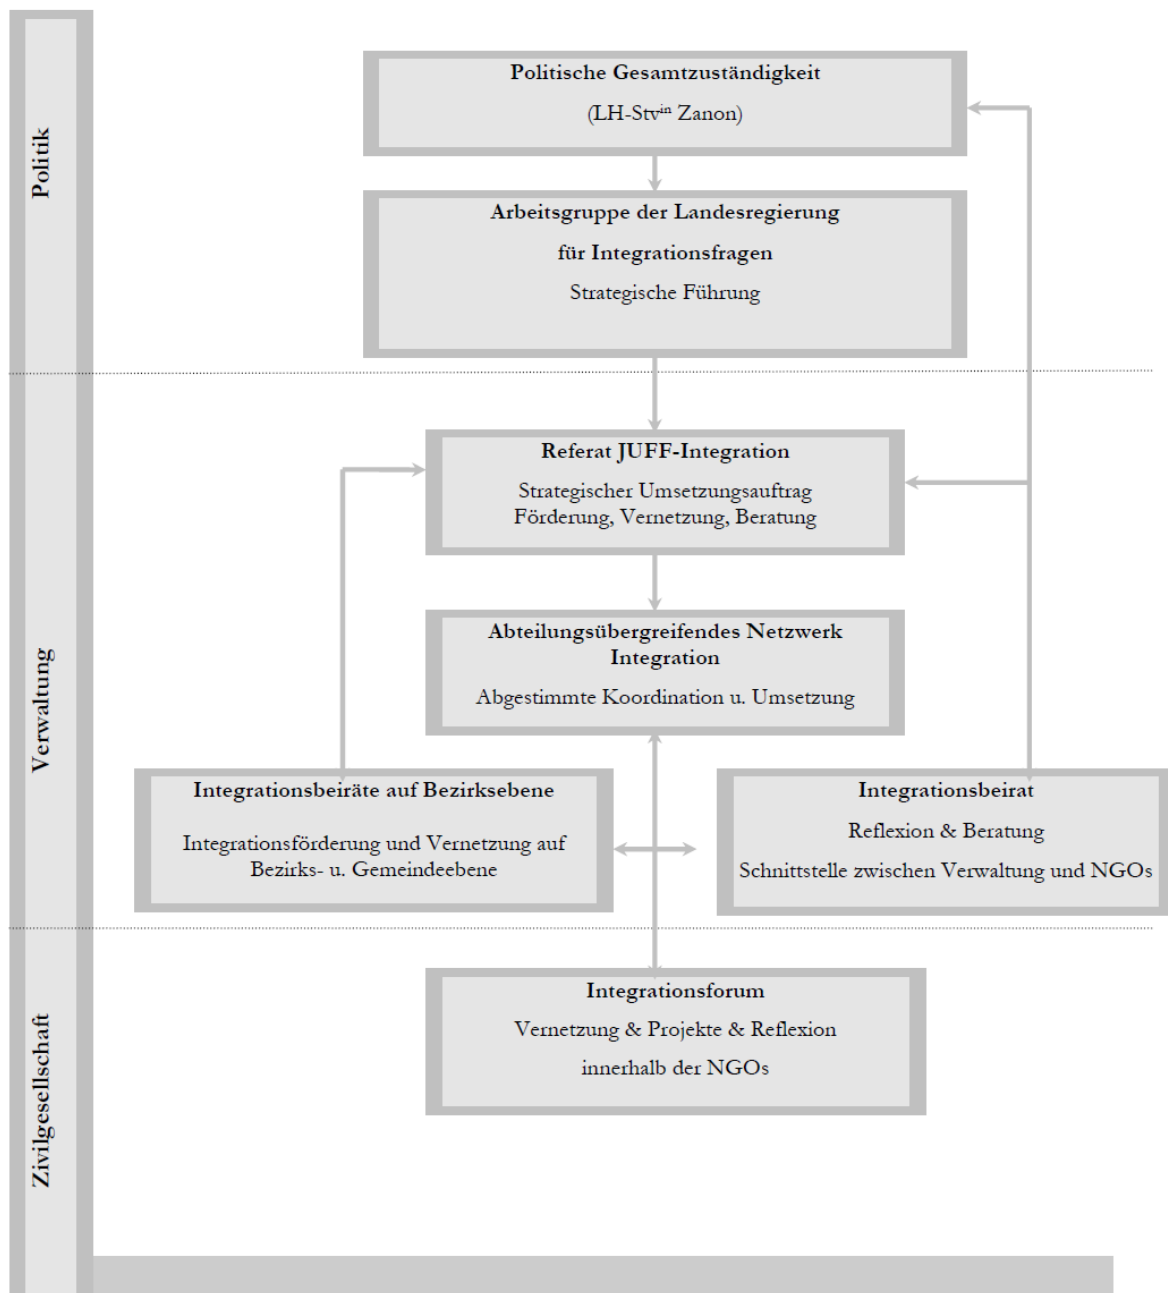 Politik
Politische Gesamtzuständigkeit
(LH-Stvⁱⁿ Zanon)
Arbeitsgruppe der Landesregierung
für Integrationsfragen
Strategische Führung
Verwaltung
Referat JUFF-Integration
Strategischer Umsetzungsauftrag
Förderung, Vernetzung, Beratung
Abteilungsübergreifendes Netzwerk
Integration
Abgestimmte Koordination u. Umsetzung
Integrationsbeiräte auf Bezirksebene
Integrationsförderung und Vernetzung auf
Bezirks- u. Gemeindeebene
Integrationsbeirat
Reflexion & Beratung
Schnittstelle zwischen Verwaltung und NGOs
Zivilgesellschaft
Integrationsforum
Vernetzung & Projekte & Reflexion
innerhalb der NGOs